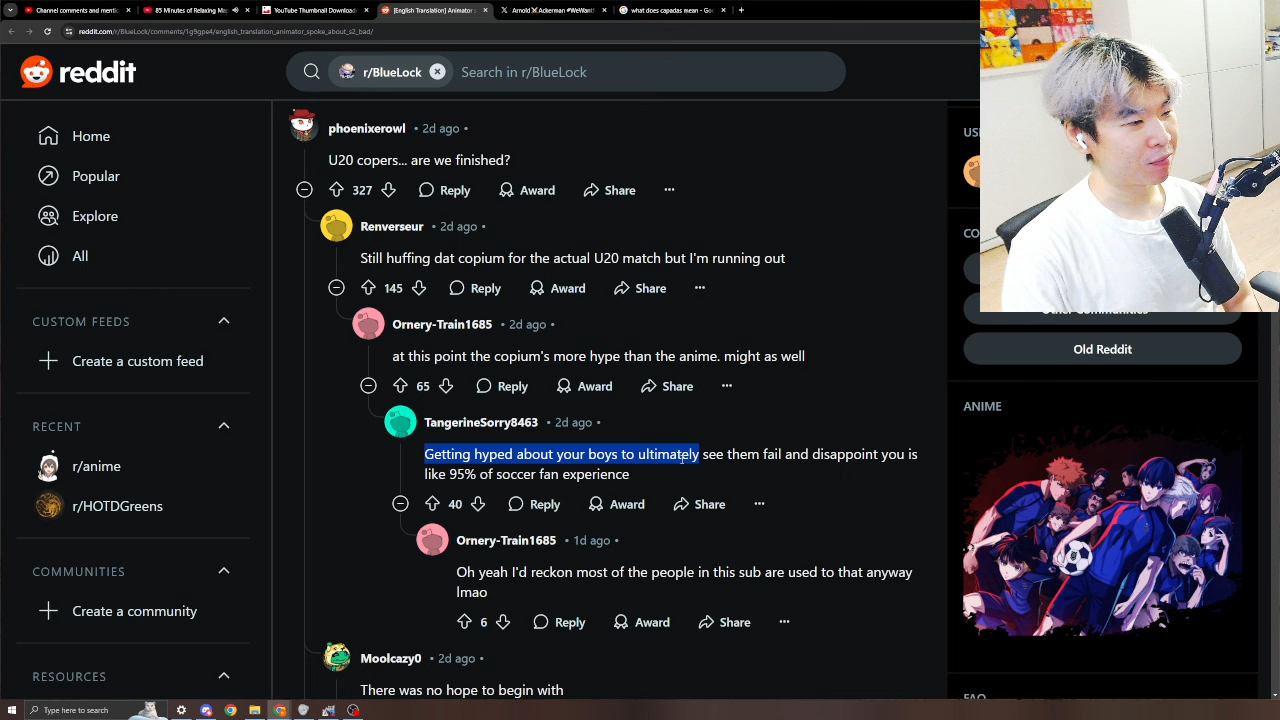 Channel comments and menti
85 Minutes of Relaxing Ma
YouTube Thumbnail Download
[English Translation] Animator
Arnold Ackerman #WeWant
what does capadas mean - Goo
reddit.com/r/BlueLock/comments/1g9gpe4/english_translation_animator_spoke_about_s2_bad/
reddit
r/BlueLock
Search in r/BlueLock
Home
Popular
Explore
All
CUSTOM FEEDS
Create a custom feed
RECENT
r/anime
r/HOTDGreens
COMMUNITIES
Create a community
RESOURCES
phoenixerowl • 2d ago •
U20 copers... are we finished?
327 Reply Award Share
Renverseur • 2d ago •
Still huffing dat copium for the actual U20 match but I'm running out
145 Reply Award Share
Ornery-Train1685 • 2d ago •
at this point the copium's more hype than the anime. might as well
65 Reply Award Share
TangerineSorry8463 • 2d ago •
Getting hyped about your boys to ultimately see them fail and disappoint you is
like 95% of soccer fan experience
40 Reply Award Share
Ornery-Train1685 • 1d ago •
Oh yeah I'd reckon most of the people in this sub are used to that anyway
lmao
6 Reply Award Share
Moolcazy0 • 2d ago •
There was no hope to begin with
US
CO
Old Reddit
ANIME
FAQ
Type here to search